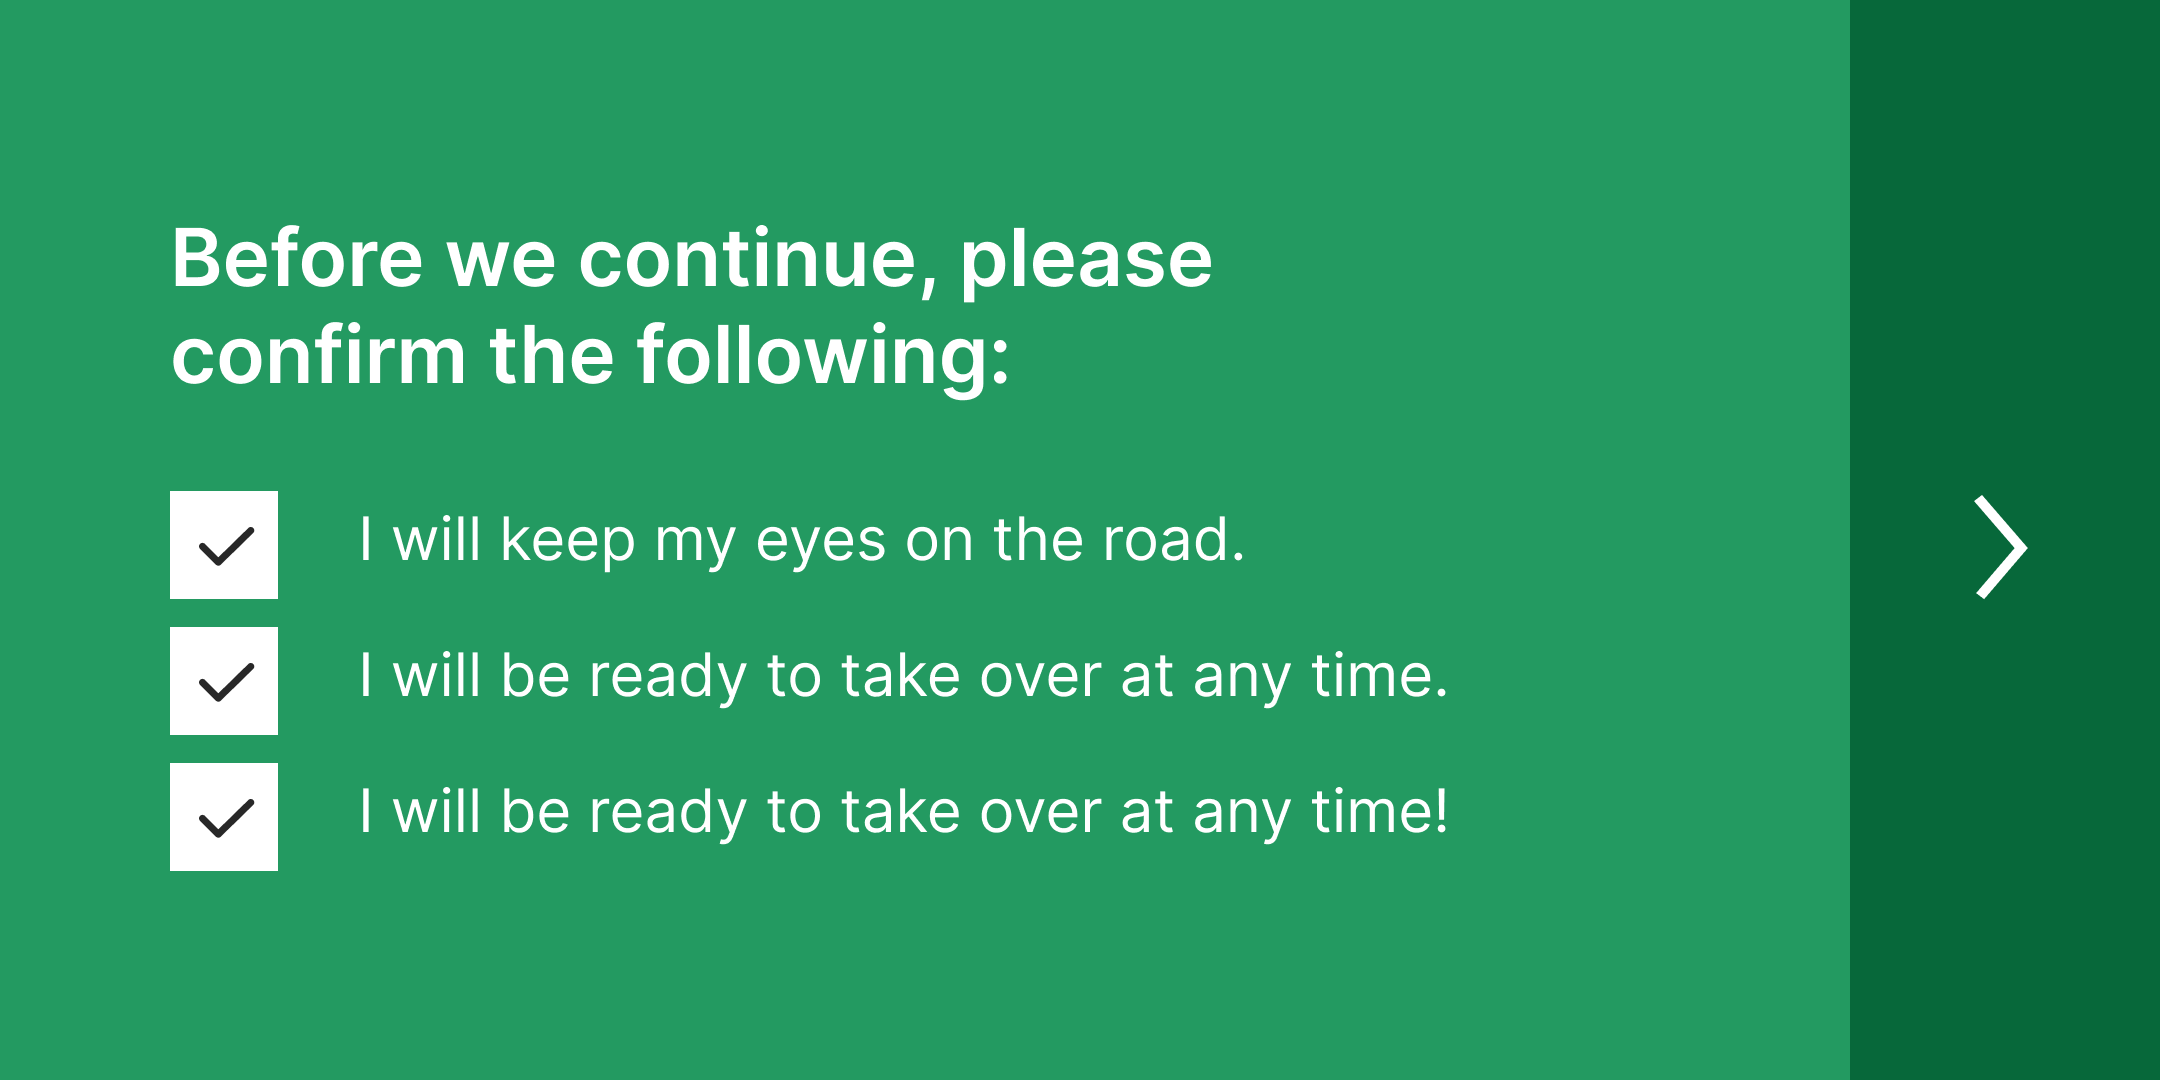 Before we continue, please
confirm the following:
I will keep my eyes on the road.
I will be ready to take over at any time.
I will be ready to take over at any time!